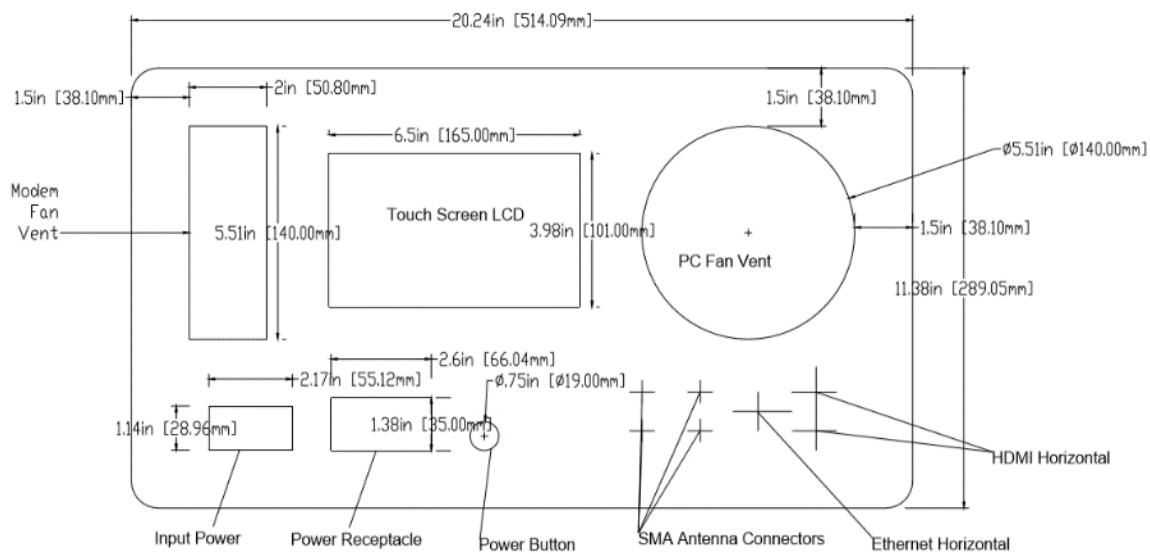 20.24in [514.09mm]
2in [50.80mm]
1.5in [38.10mm]
1.5in [38.10mm]
6.5in [165.00mm]
Ø5.51in [Ø140.00mm]
Modem
Fan
Vent
Touch Screen LCD
5.51in [140.00mm]
3.98in [101.00mm]
1.5in [38.10mm]
PC Fan Vent
11.38in [289.05mm]
2.6in [66.04mm]
2.17in [55.12mm]
Ø.75in [Ø19.00mm]
1.14in [28.96mm]
1.38in [35.00mm]
HDMI Horizontal
Input Power
Power Receptacle
Power Button
SMA Antenna Connectors
Ethernet Horizontal